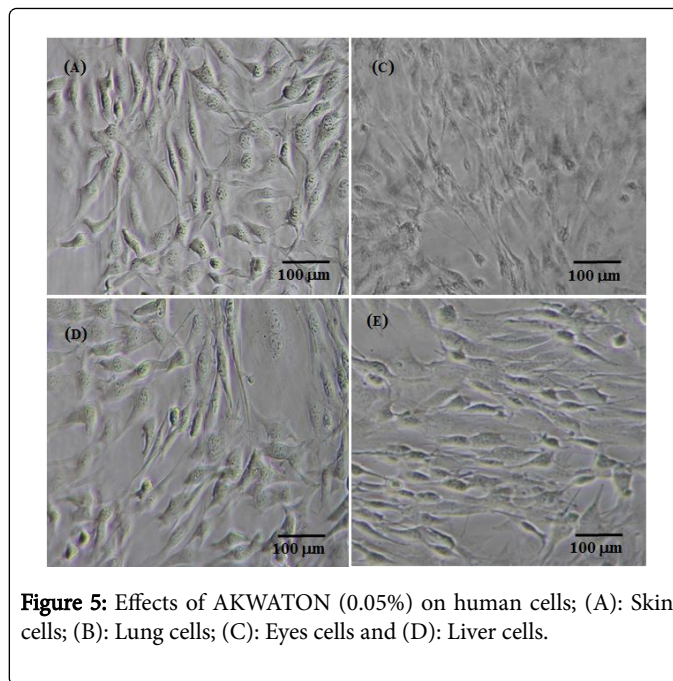 (A)
(C)
100 µm
100 µm
(D)
(E)
100 µm
100 µm
Figure 5: Effects of AKWATON (0.05%) on human cells; (A): Skin
cells; (B): Lung cells; (C): Eyes cells and (D): Liver cells.